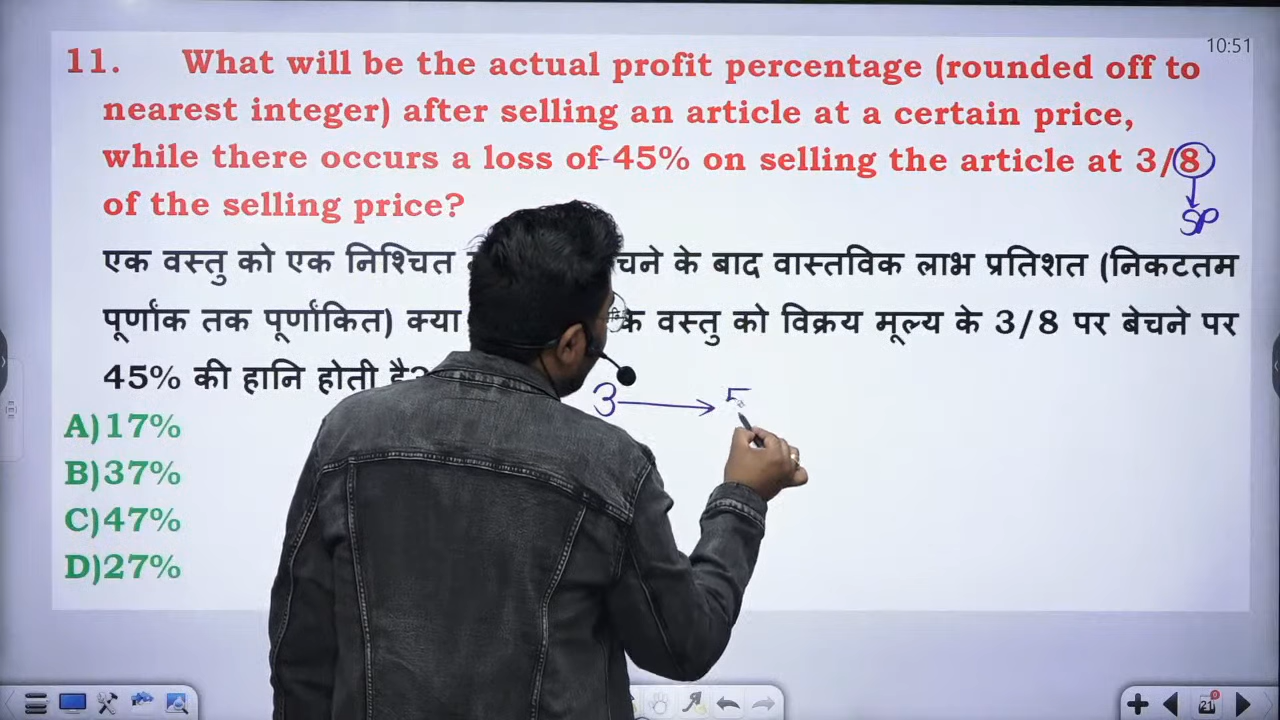 10:51
11. What will be the actual profit percentage (rounded off to
nearest integer) after selling an article at a certain price,
while there occurs a loss of 45% on selling the article at 3/8
of the selling price?
SP
एक वस्तु को एक निश्चित चने के बाद वास्तविक लाभ प्रतिशत (निकटतम
पूर्णांक तक पूर्णांकित) क्या वस्तु को विक्रय मूल्य के 3/8 पर बेचने पर
45% की हानि होती है?
3 → 5
A)17%
B)37%
C)47%
D)27%
21